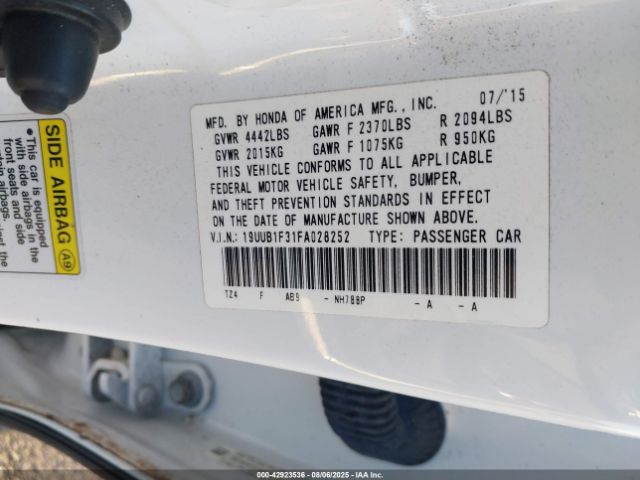 MFD. BY HONDA OF AMERICA MFG., INC. 07/'15
GVWR 4442LBS GAWR F 2370LBS R 2094LBS
GVWR 2015KG GAWR F 1075KG R 950KG
THIS VEHICLE CONFORMS TO ALL APPLICABLE
FEDERAL MOTOR VEHICLE SAFETY, BUMPER,
AND THEFT PREVENTION STANDARDS IN EFFECT
ON THE DATE OF MANUFACTURE SHOWN ABOVE.
V.I.N.: 19UUB1F31FA028252 TYPE: PASSENGER CAR
TZ4 F AB9 - NH788P - A - A
SIDE AIRBAG A9
•This car is equipped
with side airbags in the
front seats and
side
000-42923536 - 08/06/2025 - IAAI.COM